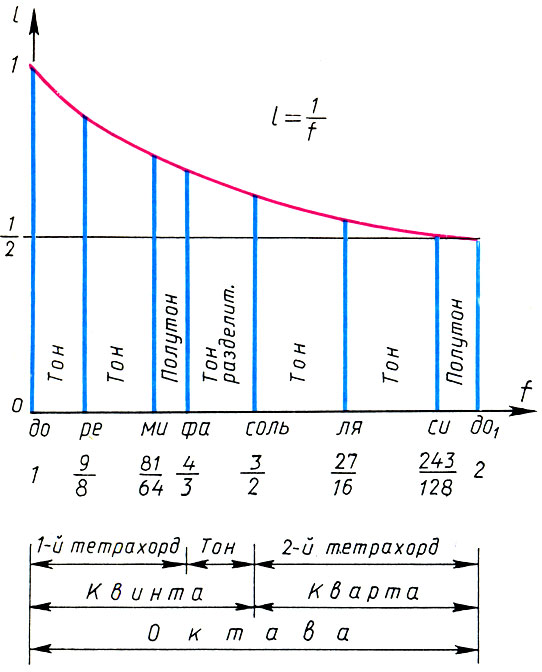 l
1
l = 1/f
1/2
Тон
Тон
Полутон
Тон
разделит.
Тон
Тон
Полутон
0
f
до ре ми фа соль ля си до₁
1 9/8 81/64 4/3 3/2 27/16 243/128 2
1-й тетрахорд Тон 2-й тетрахорд
Квинта Кварта
Октава